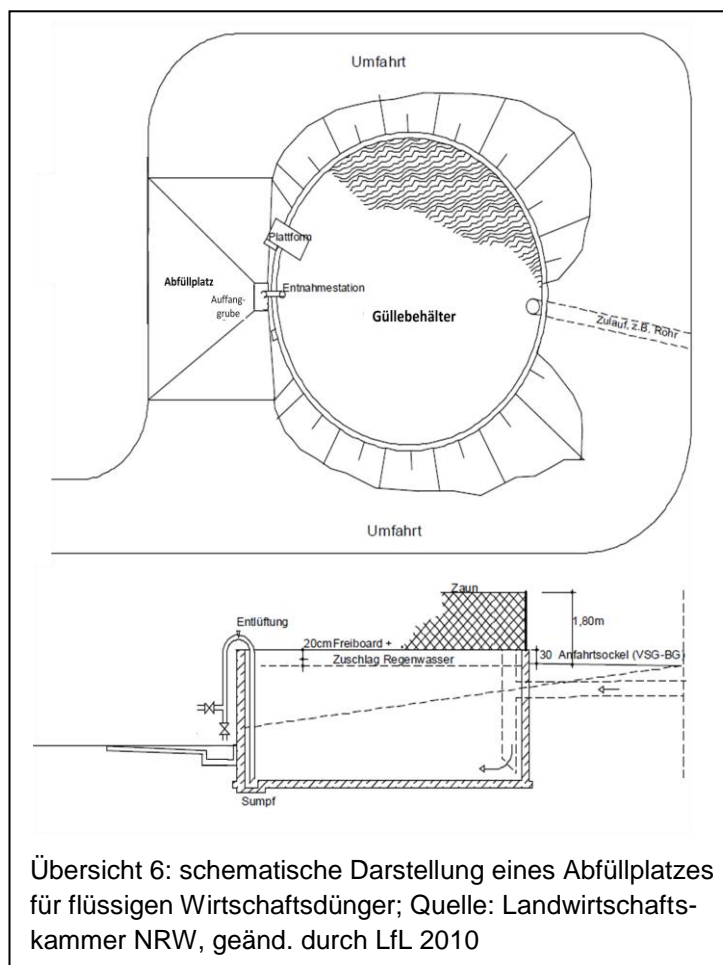 Umfahrt
Plattform
Abfüllplatz
Entnahmestation
Auffang-
grube
Güllebehälter
Zulauf, z.B. Rohr
Umfahrt
Zaun
Entlüftung
1,80m
20cm Freiboard +
30 Anfahrtsockel (VSG-BG)
Zuschlag Regenwasser
Sumpf
Übersicht 6: schematische Darstellung eines Abfüllplatzes
für flüssigen Wirtschaftsdünger; Quelle: Landwirtschafts-
kammer NRW, geänd. durch LfL 2010